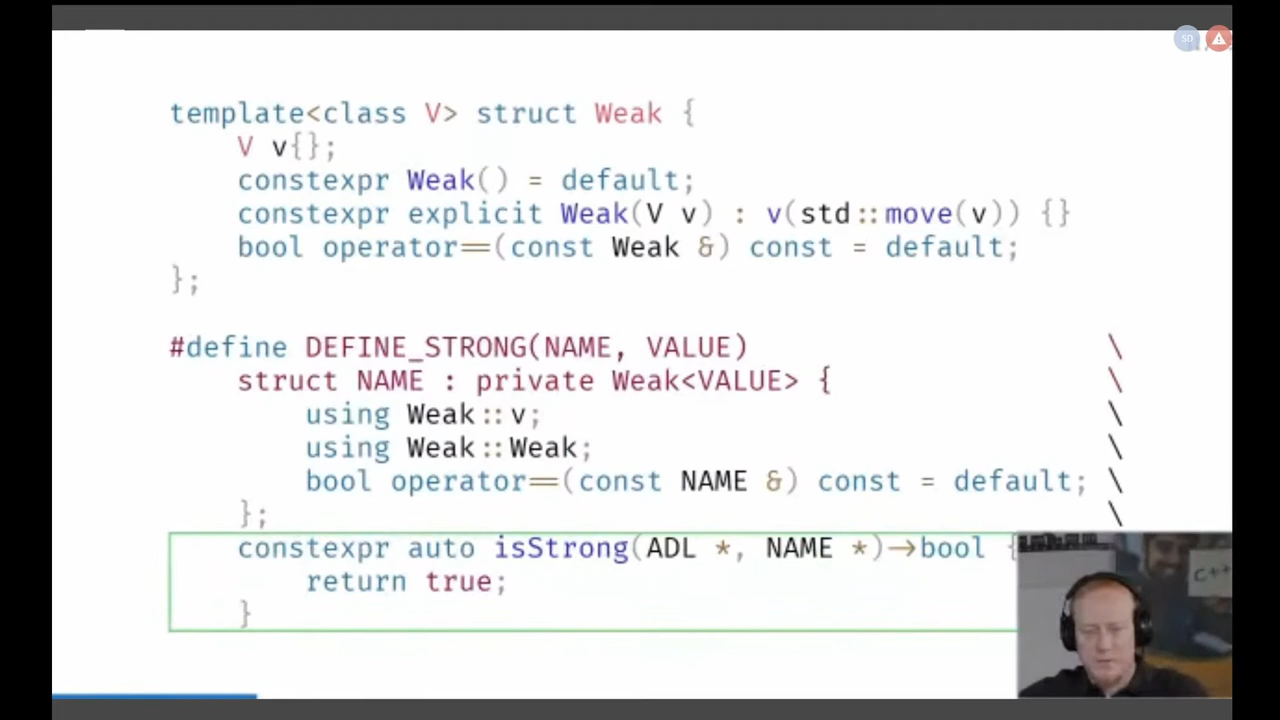 SD
template<class V> struct Weak {
    V v{};
    constexpr Weak() = default;
    constexpr explicit Weak(V v) : v(std::move(v)) {}
    bool operator==(const Weak &) const = default;
};
#define DEFINE_STRONG(NAME, VALUE) \
    struct NAME : private Weak<VALUE> { \
        using Weak::v; \
        using Weak::Weak; \
        bool operator==(const NAME &) const = default; \
    }; \
    constexpr auto isStrong(ADL *, NAME *)->bool {
        return true;
    }
C++